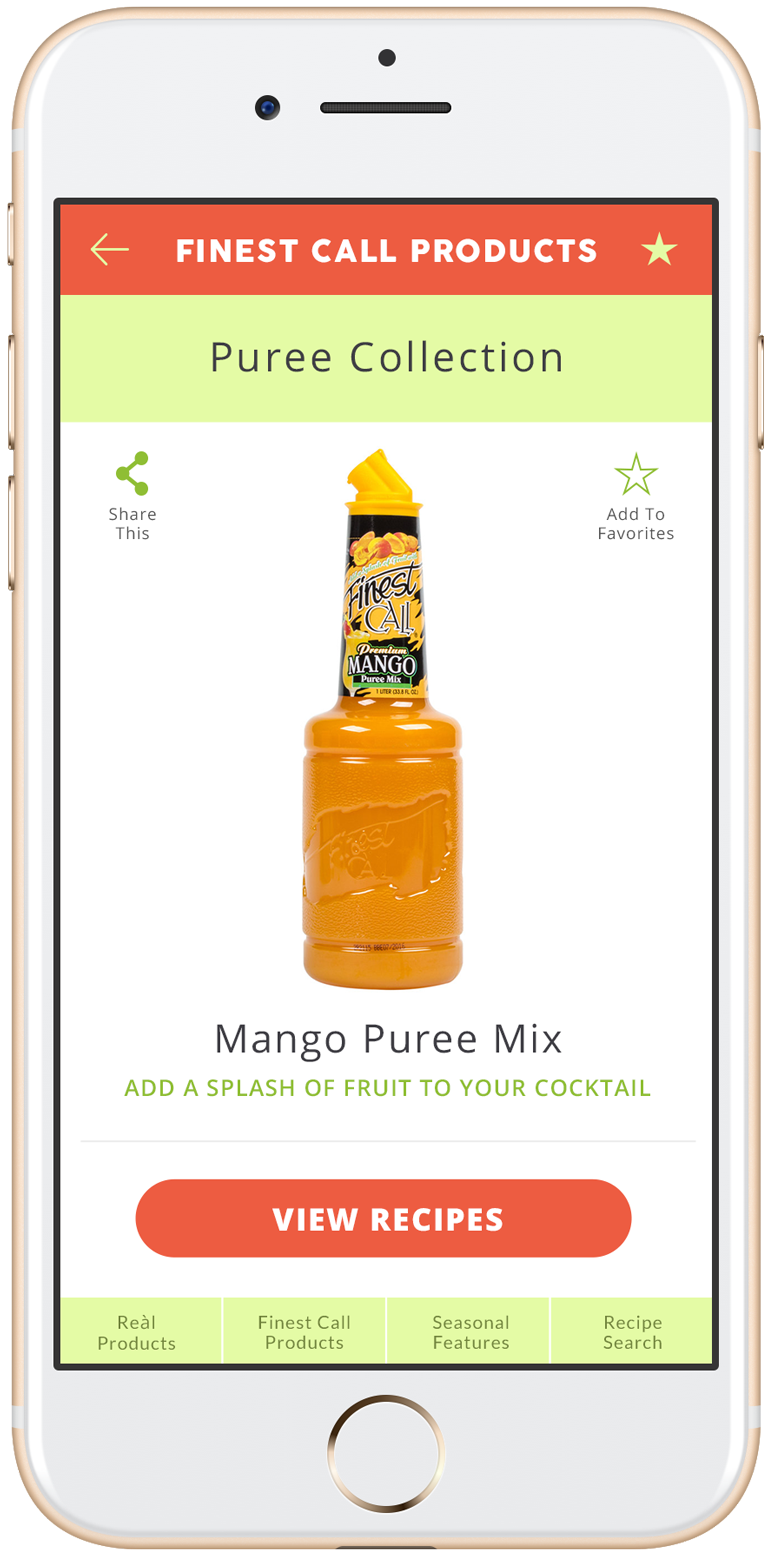 FINEST CALL PRODUCTS
Puree Collection
Share
This
Add To
Favorites
Finest
CALL
Premium
MANGO
Puree Mix
1 LITER (33.8 FL OZ)
Finest
Call
Mango Puree Mix
ADD A SPLASH OF FRUIT TO YOUR COCKTAIL
VIEW RECIPES
Reàl
Products
Finest Call
Products
Seasonal
Features
Recipe
Search